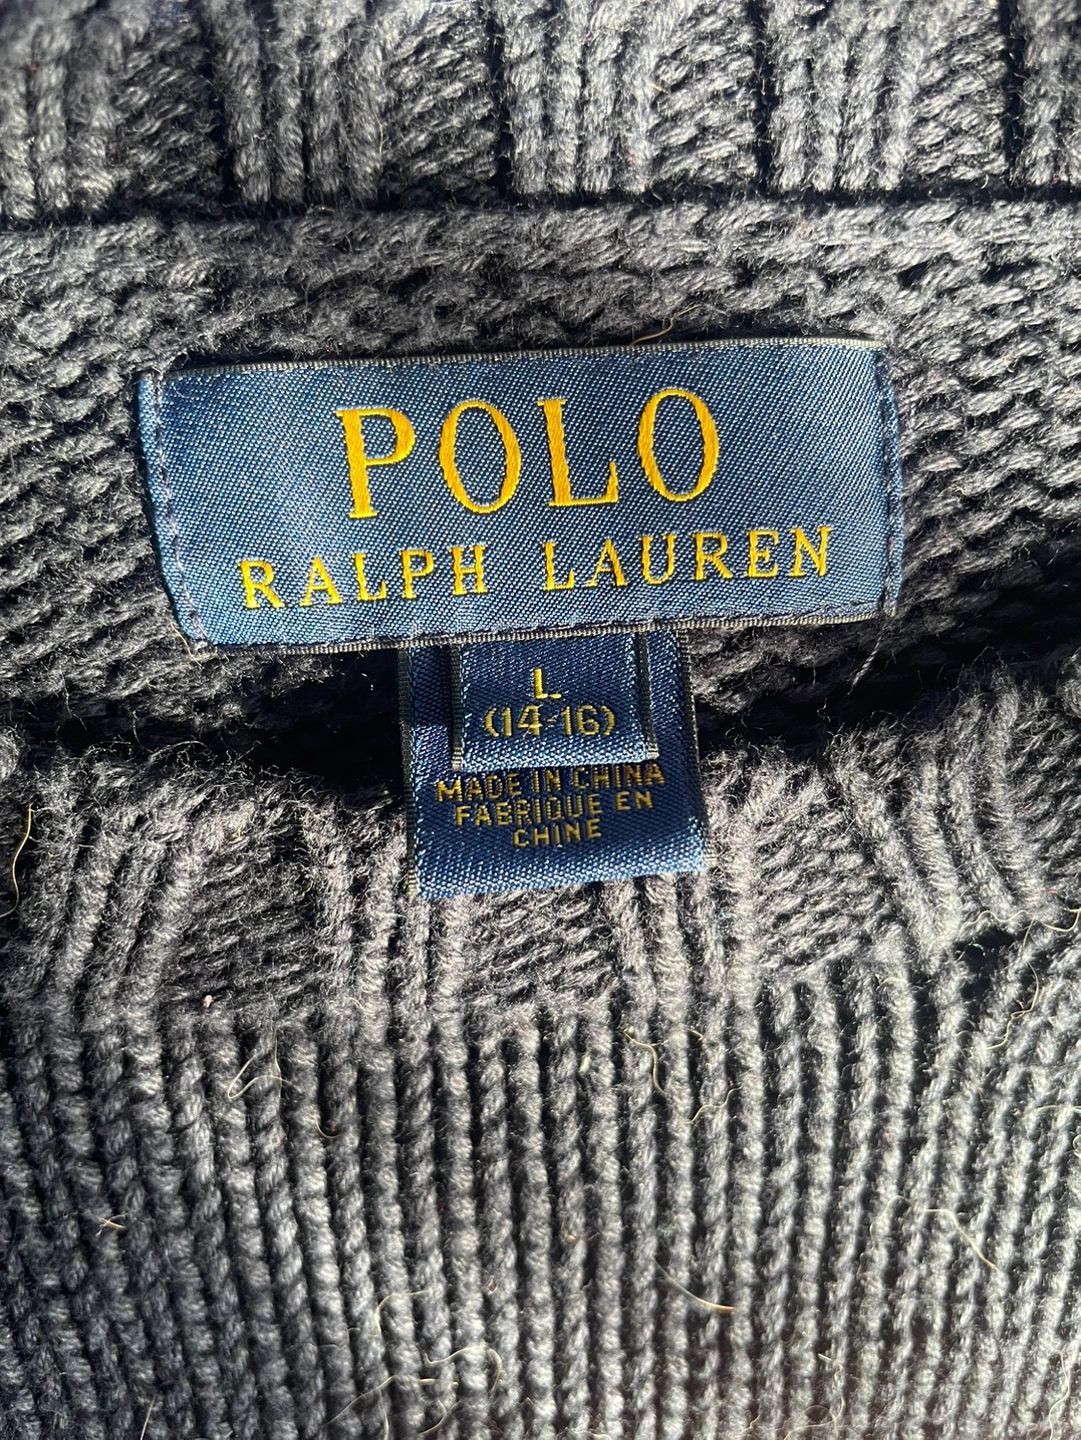 POLO
RALPH LAUREN
L
(14-16)
MADE IN CHINA
FABRIQUE EN
CHINE